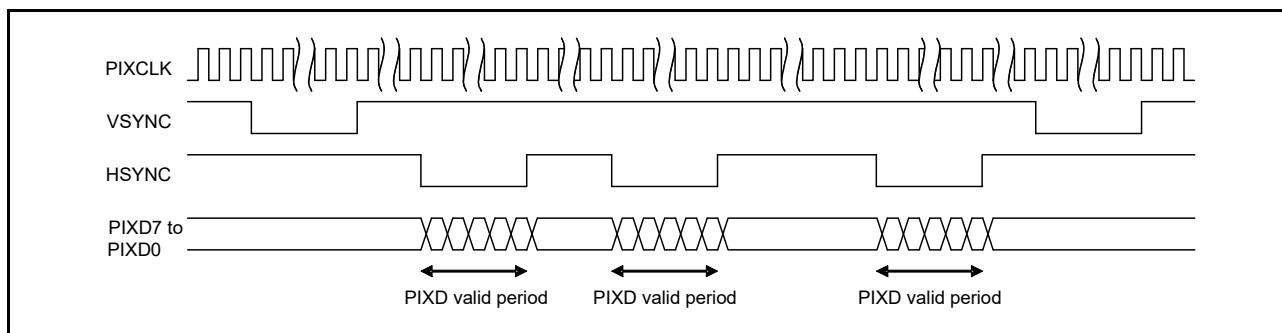 PIXCLK
VSYNC
HSYNC
PIXD7 to
PIXD0
PIXD valid period
PIXD valid period
PIXD valid period